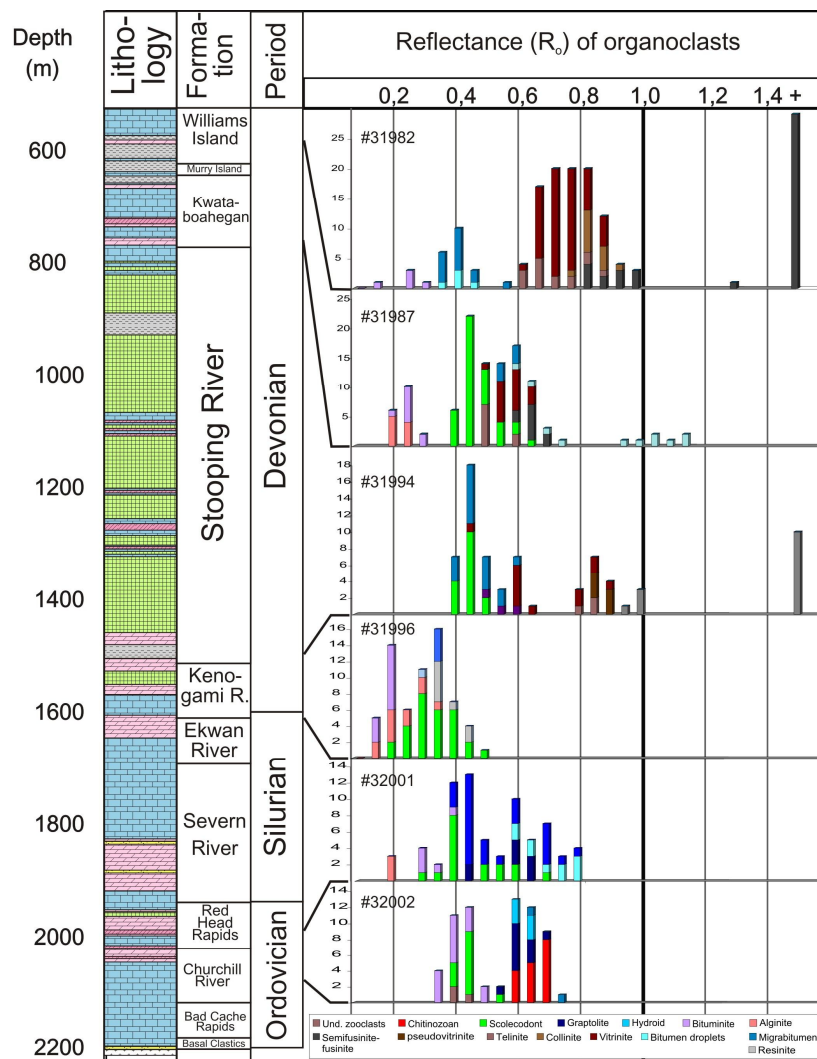 Depth
(m)
Litho-
logy
Forma-
tion
Period
Reflectance (Ro) of organoclasts
0,2 0,4 0,6 0,8 1,0 1,2 1,4 +
600
800
1000
1200
1400
1600
1800
2000
2200
Williams
Island
Murry Island
Kwata-
boahegan
Stooping River
Keno-
gami R.
Ekwan
River
Severn
River
Red
Head
Rapids
Churchill
River
Bad Cache
Rapids
Basal Clastics
Devonian
Silurian
Ordovician
#31982
25
20
15
10
5
#31987
25
20
15
10
5
#31994
18
16
14
12
10
8
6
4
2
#31996
16
14
12
10
8
6
4
2
#32001
14
12
10
8
6
4
2
#32002
14
12
10
8
6
4
2
Und. zooclasts Chitinozoan Scolecodont Graptolite Hydroid Bituminite Alginite
Semifusinite- pseudovitrinite Telinite Collinite Vitrinite Bitumen droplets Migrabitumen
fusinite Resinite